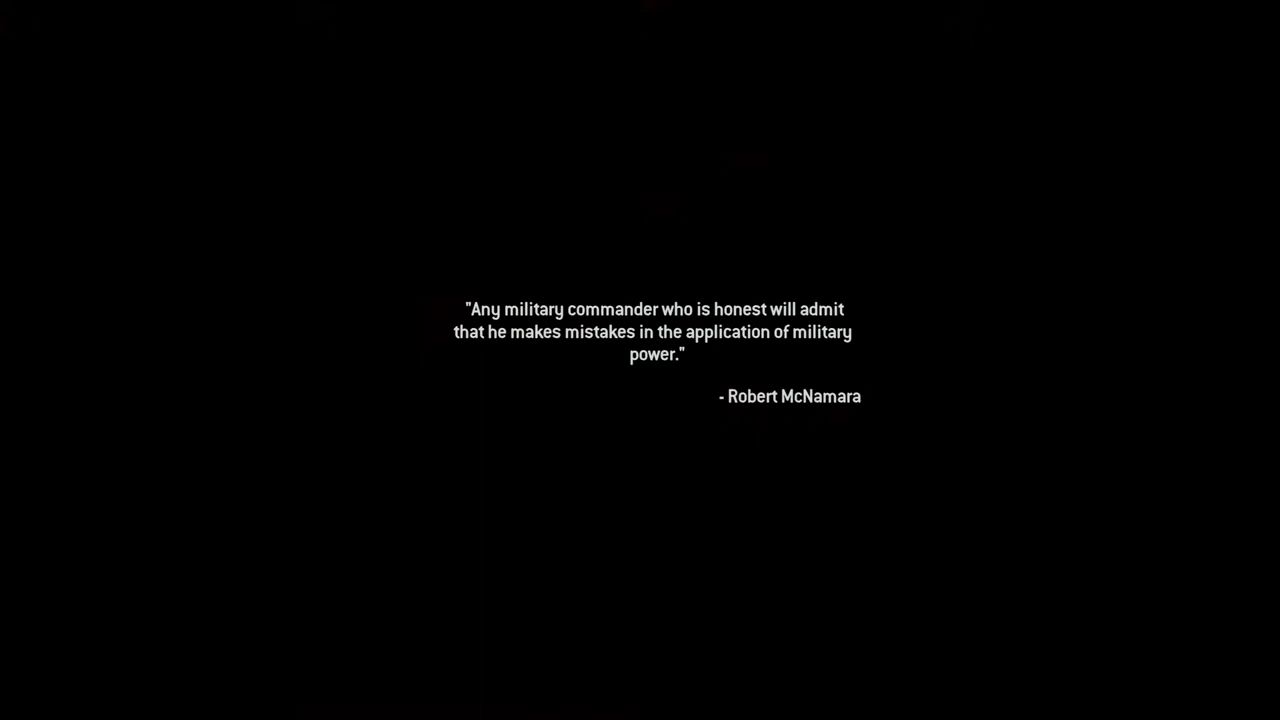 "Any military commander who is honest will admit
that he makes mistakes in the application of military
power."
- Robert McNamara